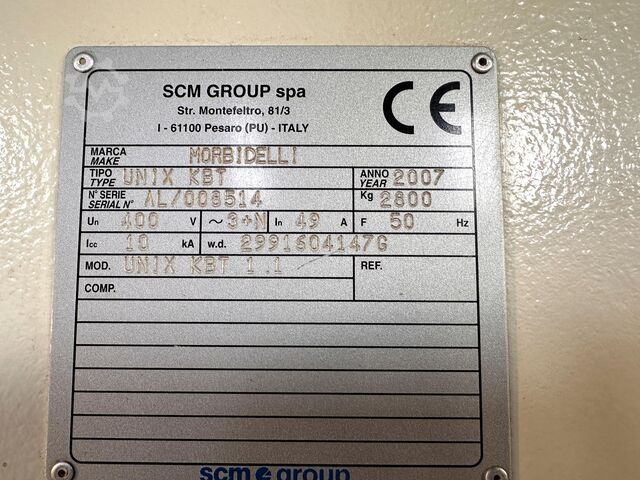 SCM GROUP spa
Str. Montefeltro, 81/3
I - 61100 Pesaro (PU) - ITALY
CE
MARCA MAKE MORBIDELLI
TIPO TYPE UNIX KBT ANNO YEAR 2007
N° SERIE SERIAL N° AL/008514 Kg 2800
Un 400 V ~ 3+N In 49 A F 50 Hz
Icc 10 kA w.d. 2991604147G
MOD. UNIX KBT 1.1 REF.
COMP.
scm group